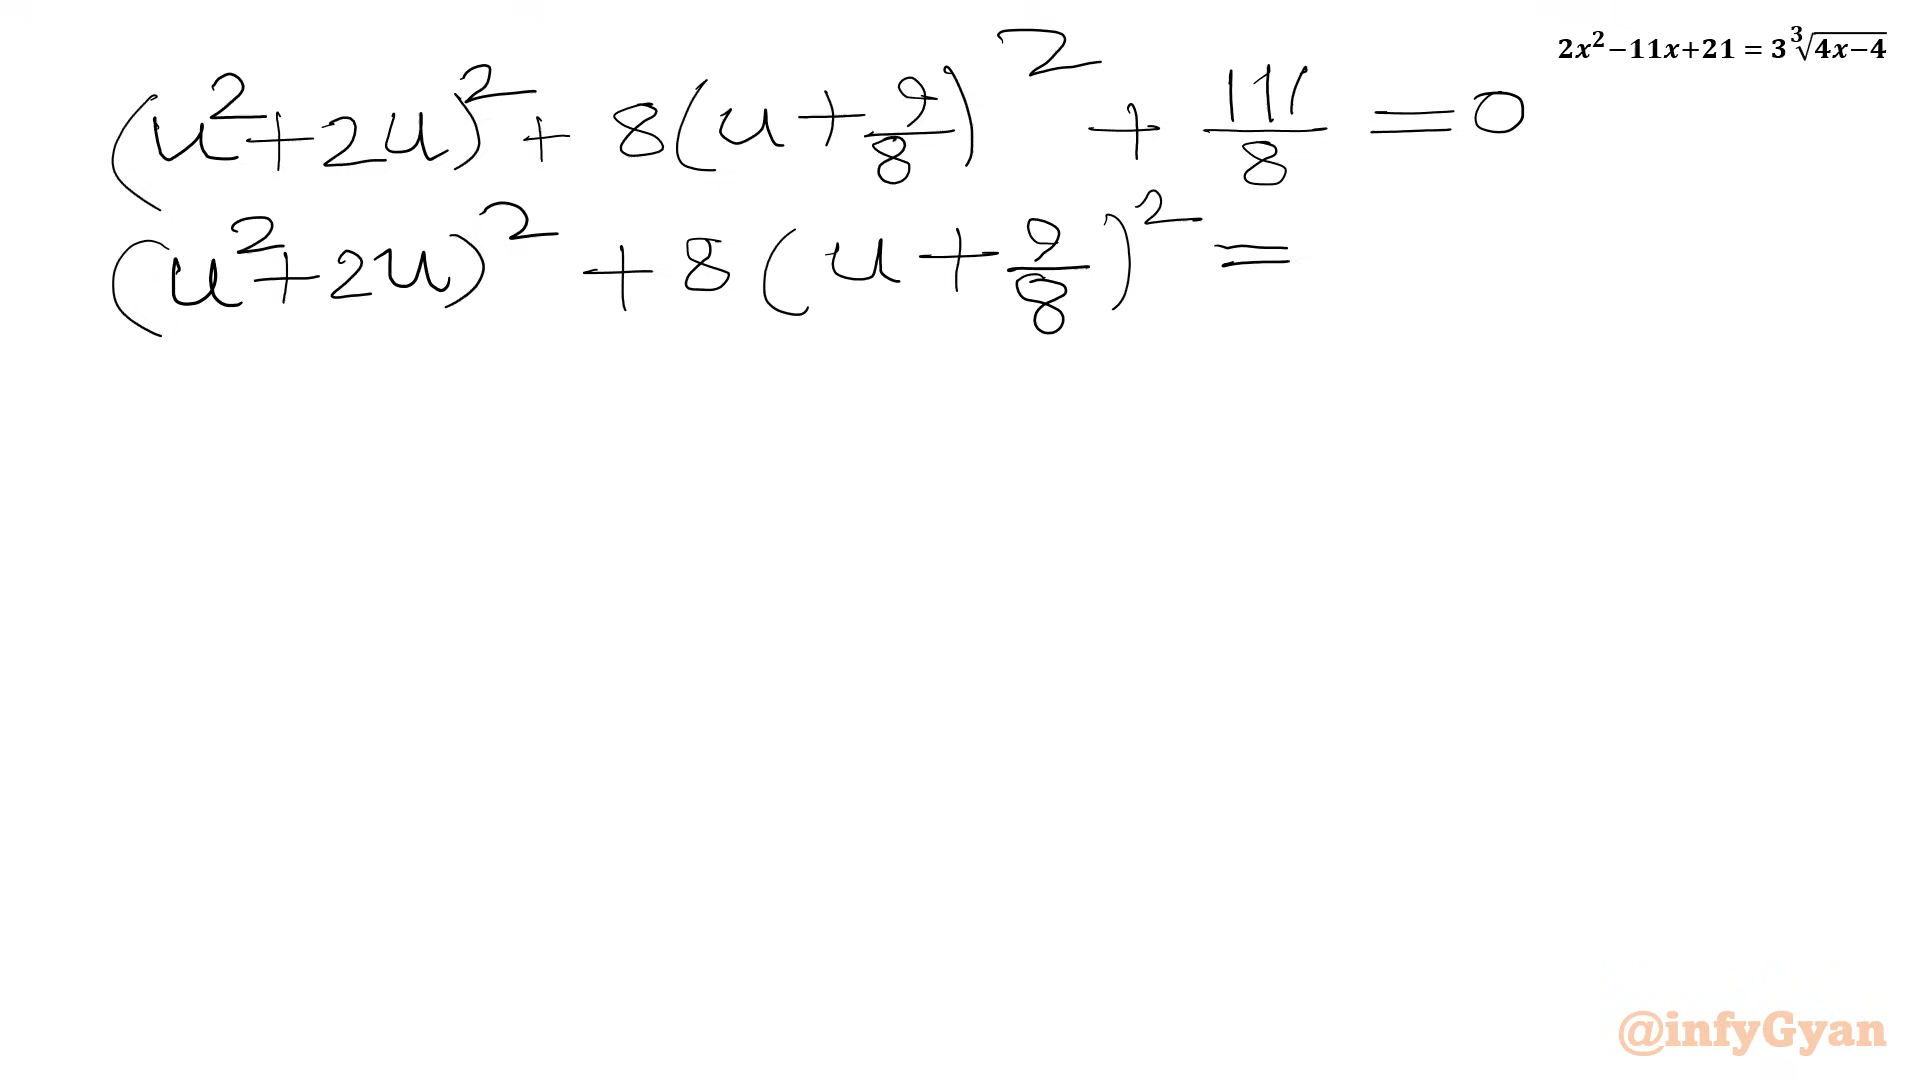 2x²−11x+21 = 3∛(4x−4)
(u²+2u)² + 8(u+9/8)² + 111/8 = 0
(u²+2u)² + 8(u+9/8)² =
@infyGyan